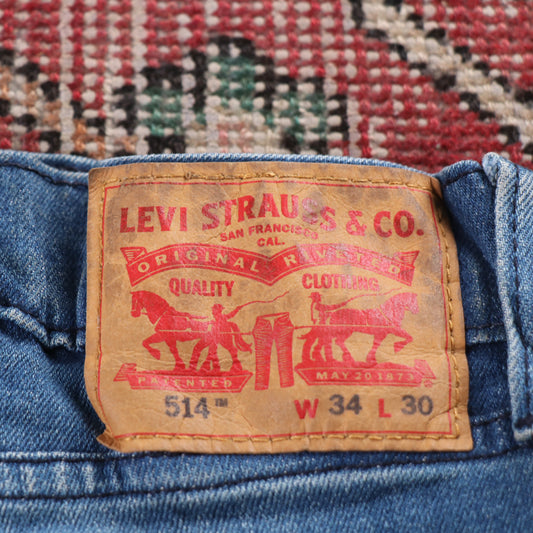 LEVI STRAUSS & CO.
SAN FRANCISCO
CAL.
ORIGINAL RIVETED
QUALITY CLOTHING
PATENTED MAY 20 1873
514™ W 34 L 30